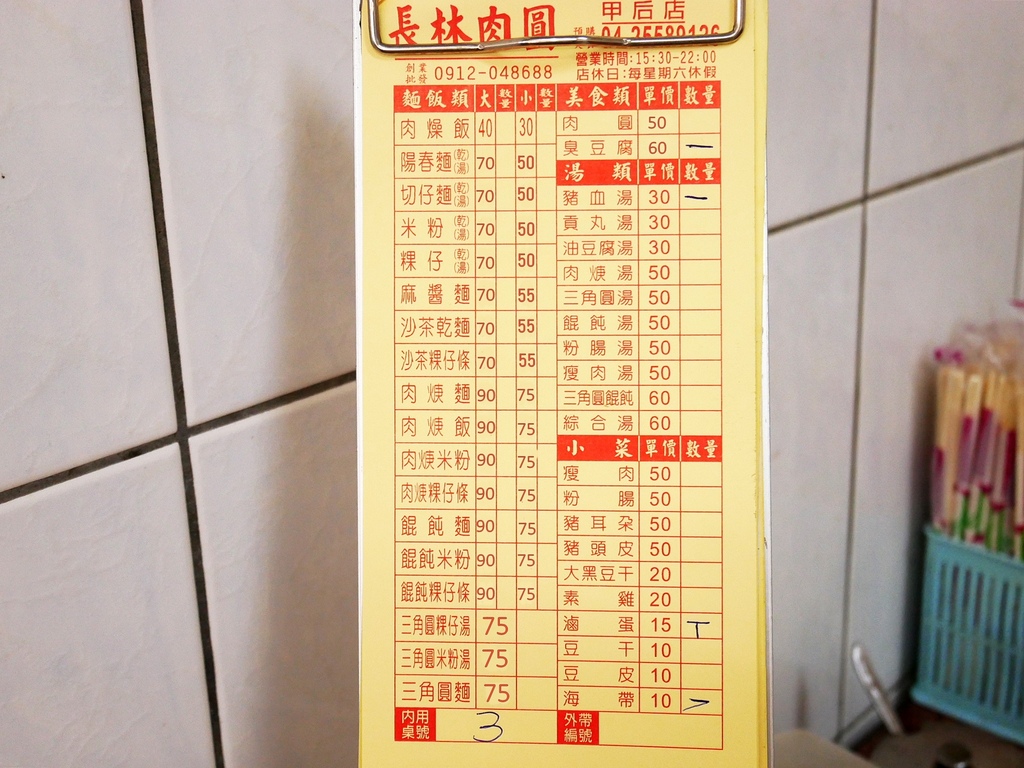 長林肉圓 甲后店
創業批發 0912-048688
營業時間:15:30-22:00
店休日:每星期六休假
麵飯類 大 數量 小 數量
肉燥飯 40 30
陽春麵(乾/湯) 70 50
切仔麵(乾/湯) 70 50
米粉(乾/湯) 70 50
粿仔(乾/湯) 70 50
麻醬麵 70 55
沙茶乾麵 70 55
沙茶粿仔條 70 55
肉焿麵 90 75
肉焿飯 90 75
肉焿米粉 90 75
肉焿粿仔條 90 75
餛飩麵 90 75
餛飩米粉 90 75
餛飩粿仔條 90 75
三角圓粿仔湯 75
三角圓米粉湯 75
三角圓麵 75
內用桌號 3
美食類 單價 數量
肉圓 50
臭豆腐 60 一
湯類 單價 數量
豬血湯 30 一
貢丸湯 30
油豆腐湯 30
肉焿湯 50
三角圓湯 50
餛飩湯 50
粉腸湯 50
瘦肉湯 50
三角圓餛飩 60
綜合湯 60
小菜 單價 數量
瘦肉 50
粉腸 50
豬耳朵 50
豬頭皮 50
大黑豆干 20
素雞 20
滷蛋 15 T
豆干 10
豆皮 10
海帶 10 >
外帶編號